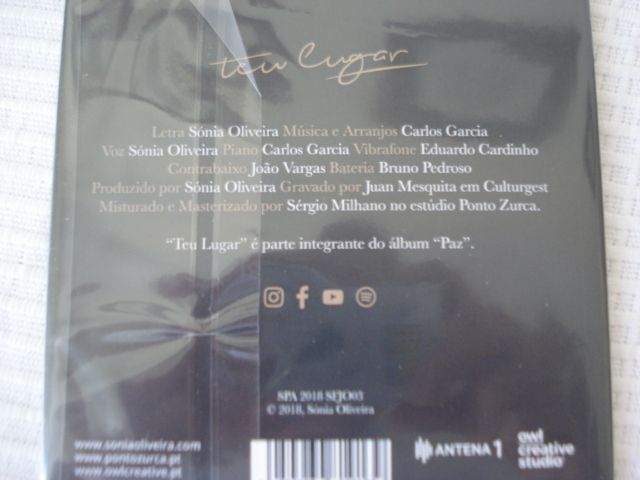 teu lugar
Letra Sónia Oliveira Música e Arranjos Carlos Garcia
Voz Sónia Oliveira Piano Carlos Garcia Vibrafone Eduardo Cardinho
Contrabaixo João Vargas Bateria Bruno Pedroso
Produzido por Sónia Oliveira Gravado por Juan Mesquita em Culturgest
Misturado e Masterizado por Sérgio Milhano no estúdio Ponto Zurca.
“Teu Lugar” é parte integrante do álbum “Paz”.
SPA 2018 SEJO03
© 2018, Sónia Oliveira
www.soniaoliveira.com
www.pontozurca.pt
www.owlcreative.pt
ANTENA 1
owl
creative
studio